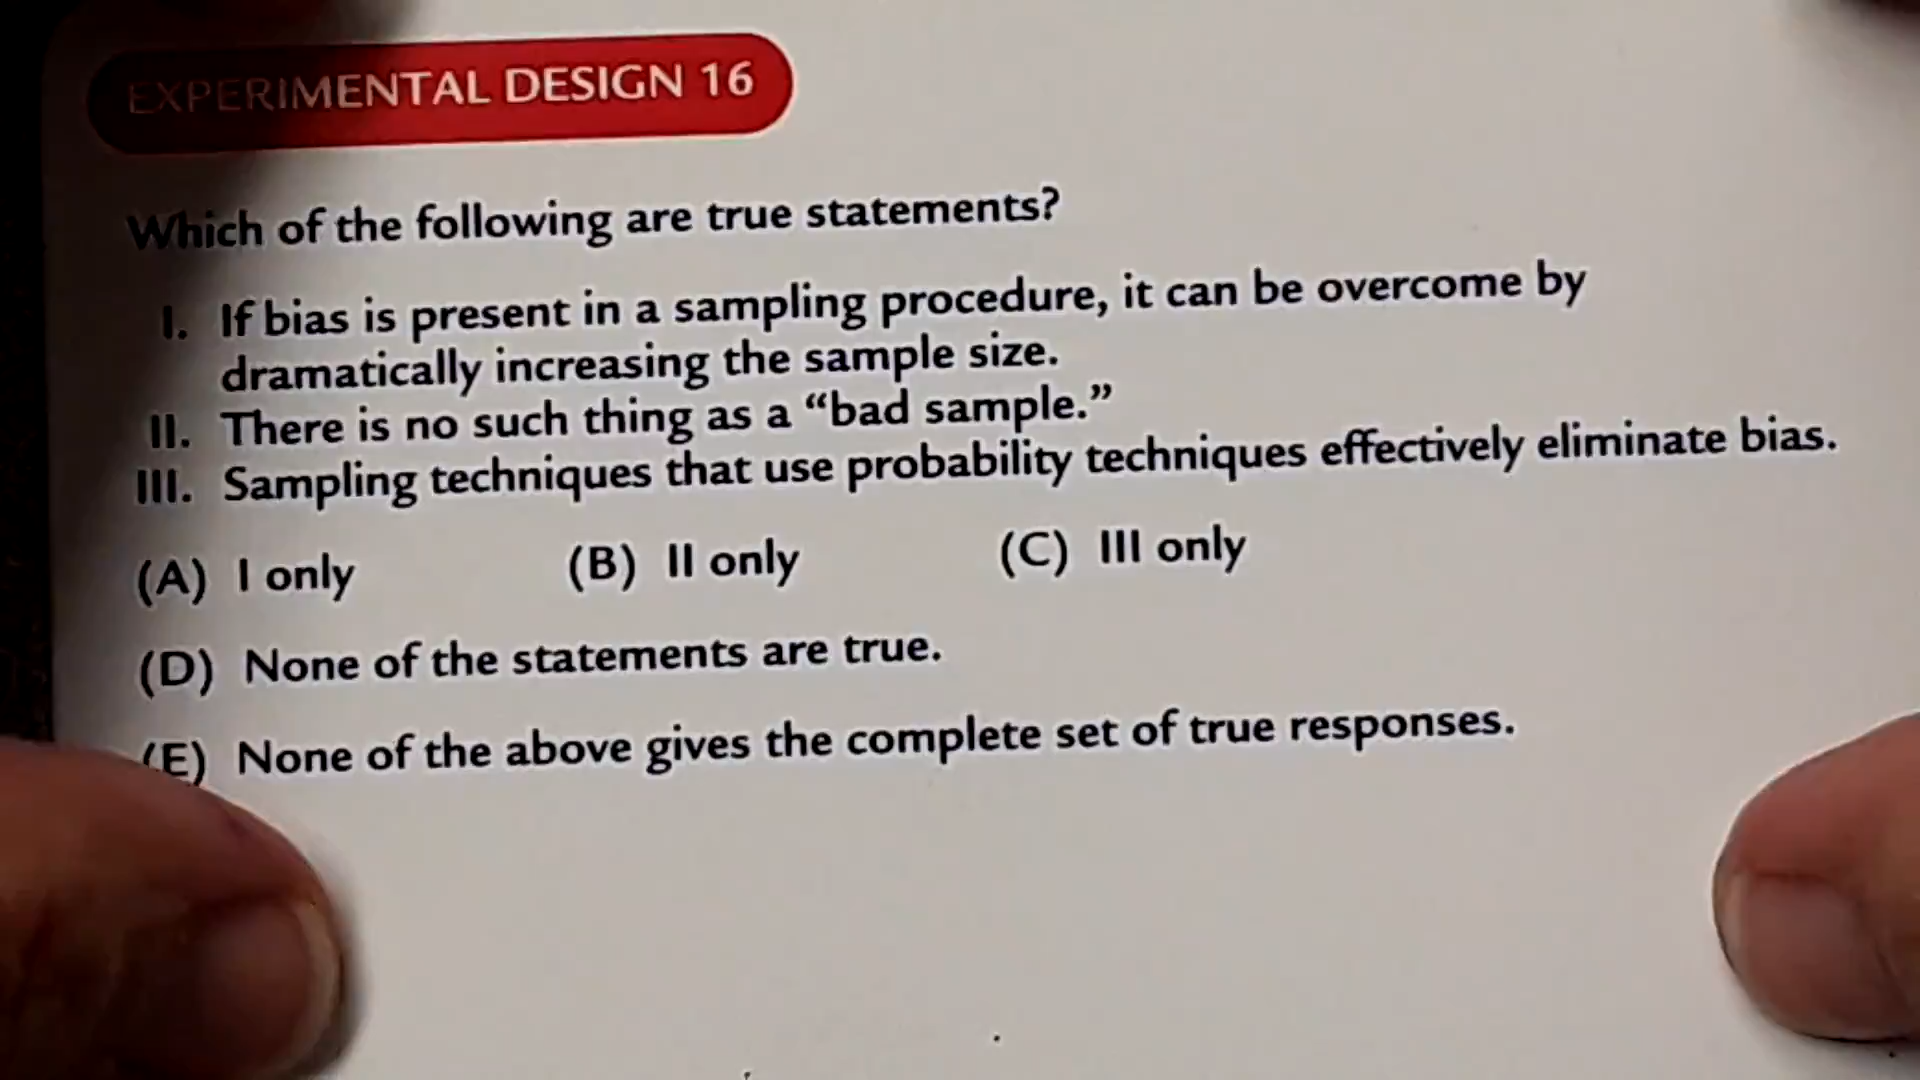 EXPERIMENTAL DESIGN 16
Which of the following are true statements?
I. If bias is present in a sampling procedure, it can be overcome by
dramatically increasing the sample size.
II. There is no such thing as a “bad sample.”
III. Sampling techniques that use probability techniques effectively eliminate bias.
(A) I only (B) II only (C) III only
(D) None of the statements are true.
(E) None of the above gives the complete set of true responses.